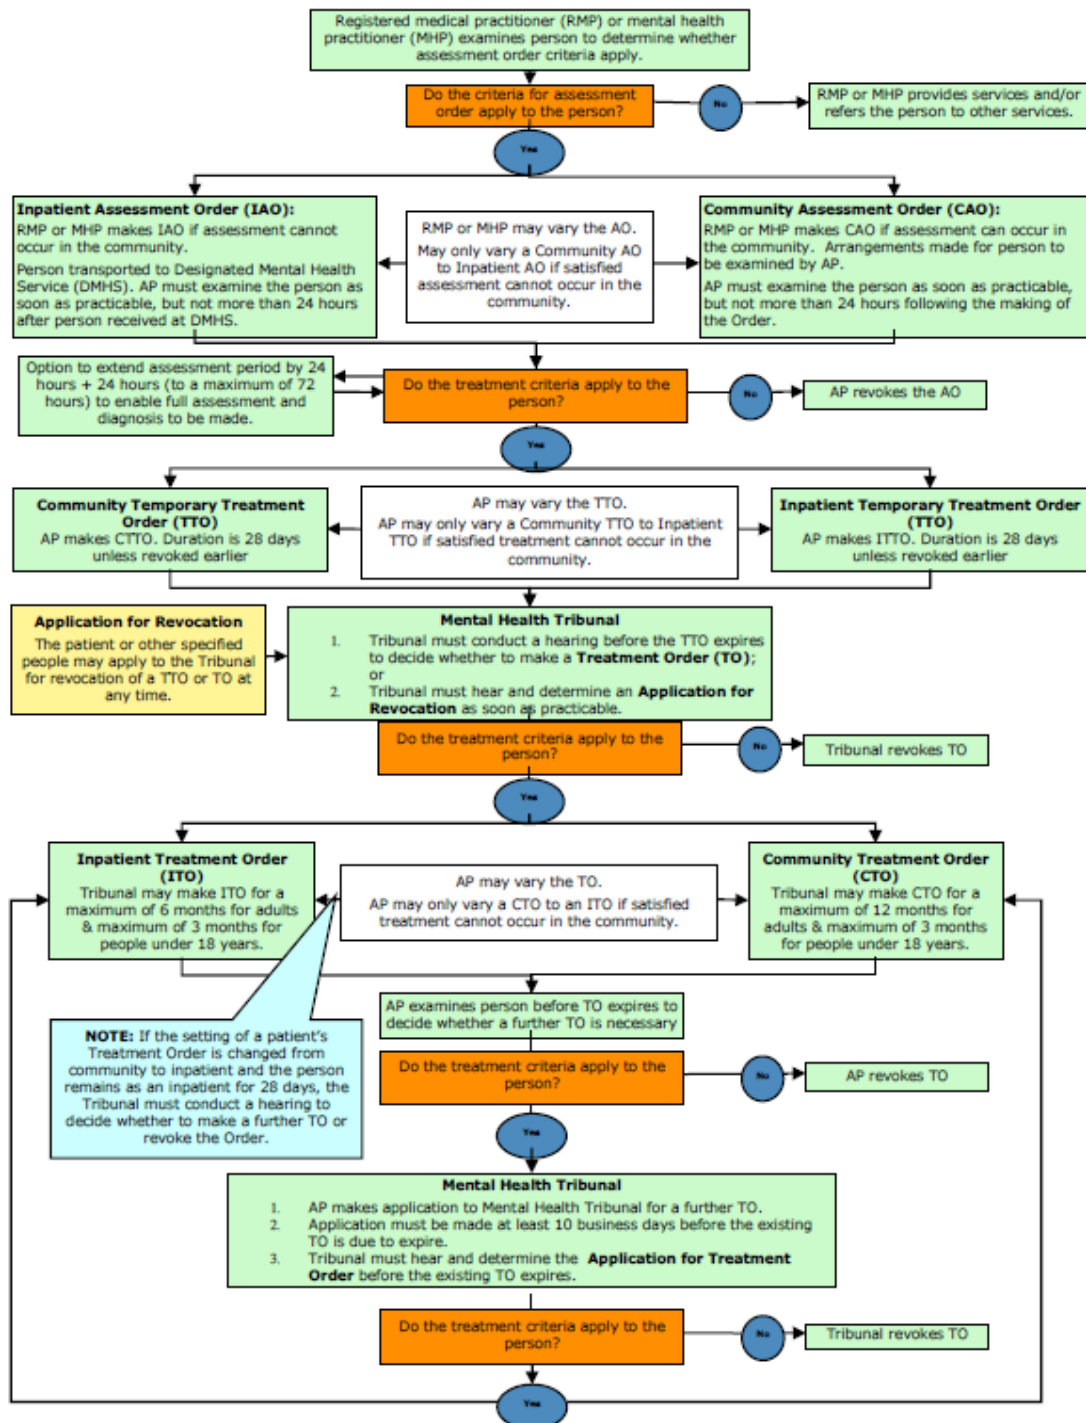 Registered medical practitioner (RMP) or mental health
practitioner (MHP) examines person to determine whether
assessment order criteria apply.
Do the criteria for assessment
order apply to the person?
No
RMP or MHP provides services and/or
refers the person to other services.
Yes
Inpatient Assessment Order (IAO):
RMP or MHP makes IAO if assessment cannot
occur in the community.
Person transported to Designated Mental Health
Service (DMHS). AP must examine the person as
soon as practicable, but not more than 24 hours
after person received at DMHS.
RMP or MHP may vary the AO.
May only vary a Community AO
to Inpatient AO if satisfied
assessment cannot occur in the
community.
Community Assessment Order (CAO):
RMP or MHP makes CAO if assessment can occur in
the community. Arrangements made for person to
be examined by AP.
AP must examine the person as soon as practicable,
but not more than 24 hours following the making of
the Order.
Option to extend assessment period by 24
hours + 24 hours (to a maximum of 72
hours) to enable full assessment and
diagnosis to be made.
Do the treatment criteria apply to the
person?
No
AP revokes the AO
Yes
Community Temporary Treatment
Order (TTO)
AP makes CTTO. Duration is 28 days
unless revoked earlier
AP may vary the TTO.
AP may only vary a Community TTO to Inpatient
TTO if satisfied treatment cannot occur in the
community.
Inpatient Temporary Treatment Order
(TTO)
AP makes ITTO. Duration is 28 days
unless revoked earlier
Application for Revocation
The patient or other specified
people may apply to the Tribunal
for revocation of a TTO or TO at
any time.
Mental Health Tribunal
1. Tribunal must conduct a hearing before the TTO expires
to decide whether to make a Treatment Order (TO);
or
2. Tribunal must hear and determine an Application for
Revocation as soon as practicable.
Do the treatment criteria apply to the
person?
No
Tribunal revokes TO
Yes
Inpatient Treatment Order
(ITO)
Tribunal may make ITO for a
maximum of 6 months for adults
& maximum of 3 months for
people under 18 years.
AP may vary the TO.
AP may only vary a CTO to an ITO if satisfied
treatment cannot occur in the community.
Community Treatment Order
(CTO)
Tribunal may make CTO for a
maximum of 12 months for
adults & maximum of 3 months
for people under 18 years.
AP examines person before TO expires to
decide whether a further TO is necessary
NOTE: If the setting of a patient's
Treatment Order is changed from
community to inpatient and the person
remains as an inpatient for 28 days, the
Tribunal must conduct a hearing to
decide whether to make a further TO or
revoke the Order.
Do the treatment criteria apply to the
person?
No
AP revokes TO
Yes
Mental Health Tribunal
1. AP makes application to Mental Health Tribunal for a further TO.
2. Application must be made at least 10 business days before the existing
TO is due to expire.
3. Tribunal must hear and determine the Application for Treatment
Order before the existing TO expires.
Do the treatment criteria apply to the
person?
No
Tribunal revokes TO
Yes